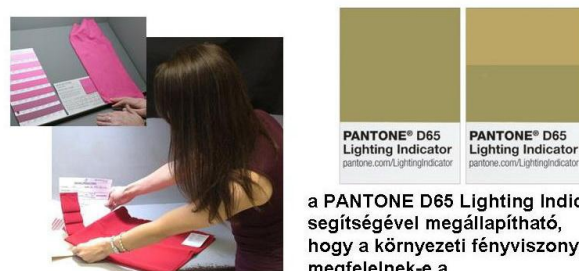 PANTONE® D65
Lighting Indicator
pantone.com/LightingIndicator
PANTONE® D65
Lighting Indicator
pantone.com/LightingIndicator
a PANTONE D65 Lighting Indic
segítségével megállapítható,
hogy a környezeti fényviszony
megfelelnek-e a